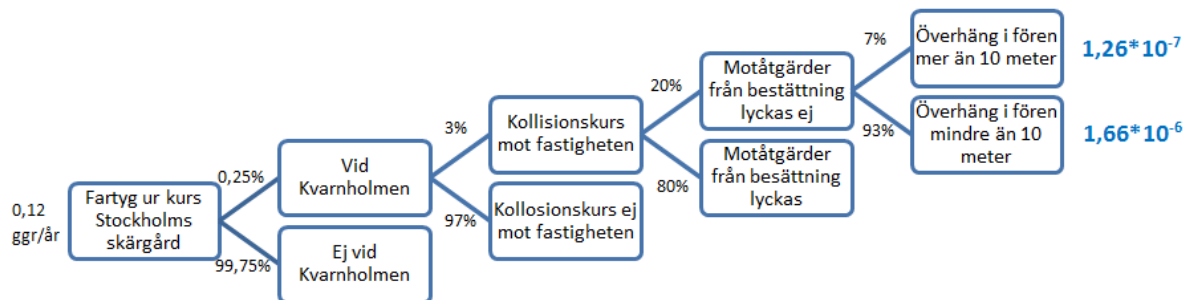 0,12
ggr/år
Fartyg ur kurs
Stockholms
skärgård
0,25%
99,75%
Vid
Kvarnholmen
Ej vid
Kvarnholmen
3%
97%
Kollisionskurs
mot fastigheten
Kollosionskurs ej
mot fastigheten
20%
80%
Motåtgärder
från bestättning
lyckas ej
Motåtgärder
från besättning
lyckas
7%
93%
Överhäng i fören
mer än 10 meter
Överhäng i fören
mindre än 10
meter
1,26*10⁻⁷
1,66*10⁻⁶